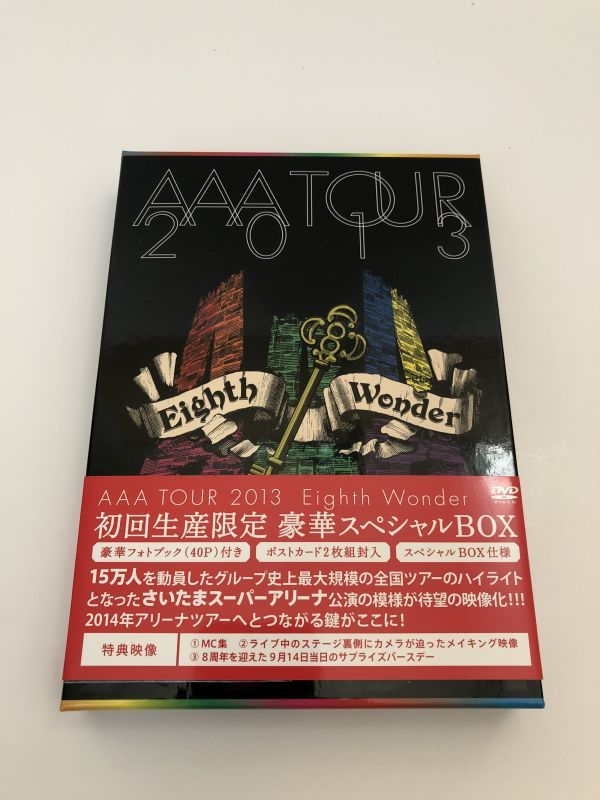 AAA TOUR
2013
Eighth Wonder
AAA TOUR 2013 Eighth Wonder
DVD
VIDEO
初回生産限定 豪華スペシャルBOX
豪華フォトブック(40P)付き
ポストカード2枚組封入
スペシャルBOX仕様
15万人を動員したグループ史上最大規模の全国ツアーのハイライト
となったさいたまスーパーアリーナ公演の模様が待望の映像化!!!
2014年アリーナツアーへとつながる鍵がここに!
特典映像
①MC集 ②ライブ中のステージ裏側にカメラが迫ったメイキング映像
③8周年を迎えた9月14日当日のサプライズバースデー